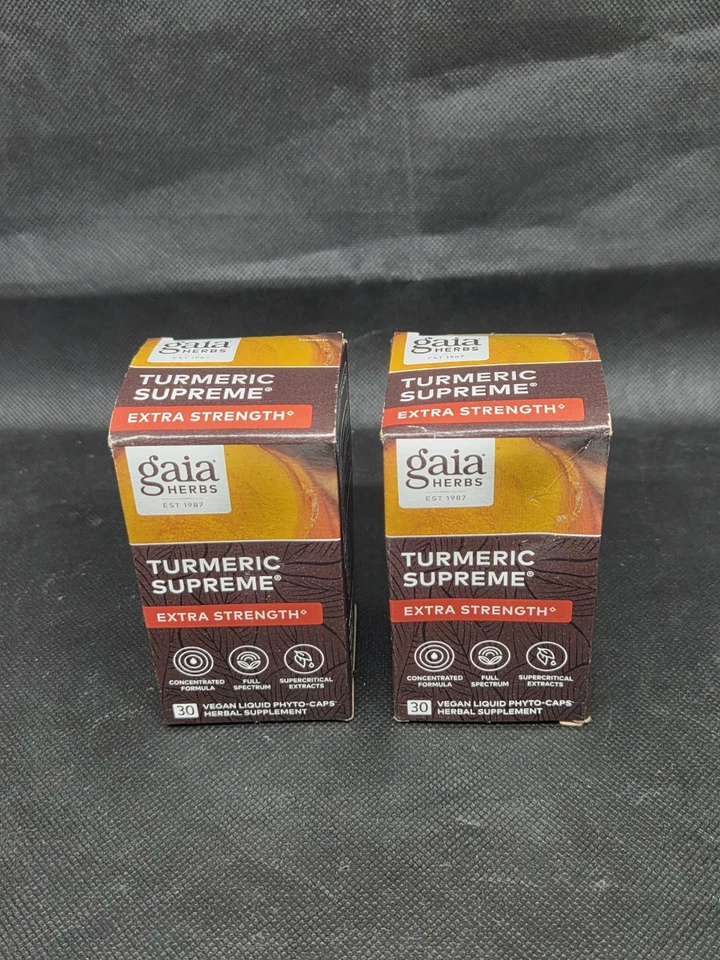 gaia
HERBS
EST 1987
Turmeric
TURMERIC
SUPREME®
EXTRA STRENGTH◊
gaia®
HERBS
EST 1987
TURMERIC
SUPREME®
EXTRA STRENGTH◊
CONCENTRATED
FORMULA
FULL
SPECTRUM
SUPERCRITICAL
EXTRACTS
30 VEGAN LIQUID PHYTO-CAPS®
HERBAL SUPPLEMENT
gaia
HERBS
EST 1987
Turmeric
TURMERIC
SUPREME®
EXTRA STRENGTH◊
gaia®
HERBS
EST 1987
TURMERIC
SUPREME®
EXTRA STRENGTH◊
CONCENTRATED
FORMULA
FULL
SPECTRUM
SUPERCRITICAL
EXTRACTS
30 VEGAN LIQUID PHYTO-CAPS®
HERBAL SUPPLEMENT